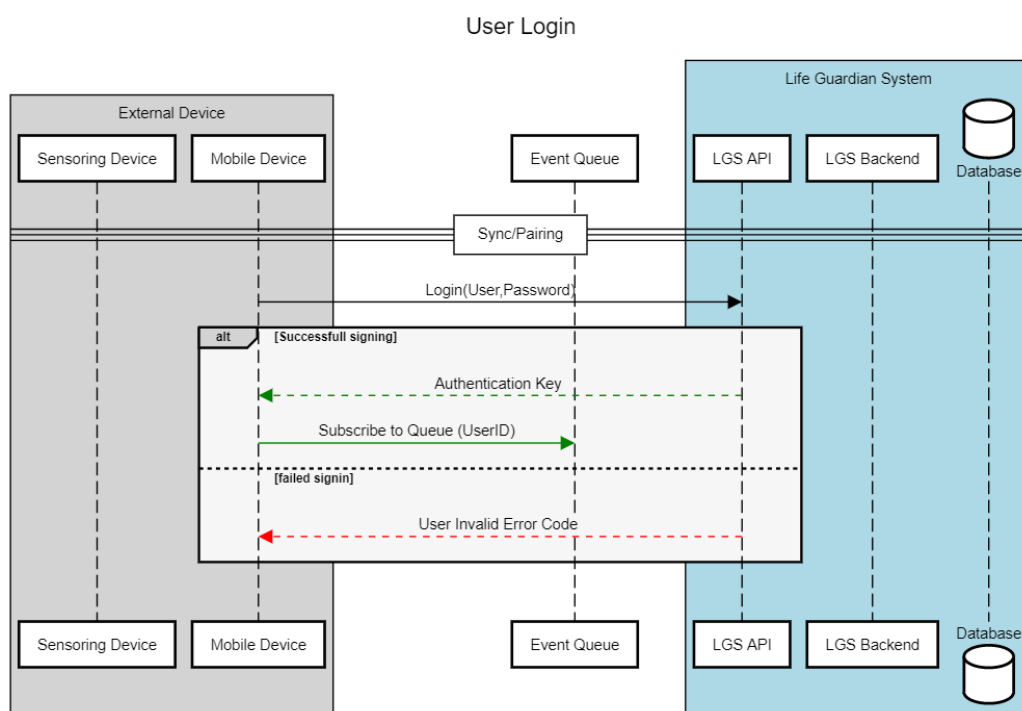 User Login
Life Guardian System
External Device
Sensoring Device
Mobile Device
Event Queue
LGS API
LGS Backend
Database
Sync/Pairing
Login(User,Password)
alt
[Successfull signing]
Authentication Key
Subscribe to Queue (UserID)
[failed signin]
User Invalid Error Code
Sensoring Device
Mobile Device
Event Queue
LGS API
LGS Backend
Database